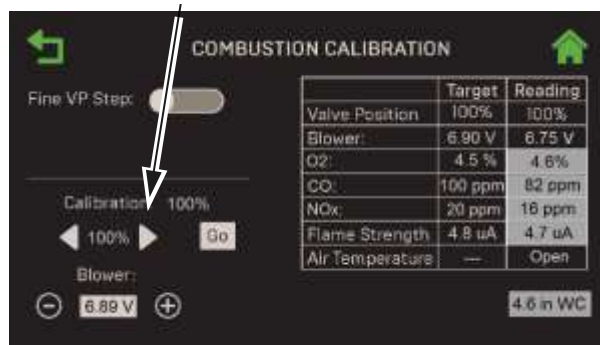 COMBUSTION CALIBRATION
Fine VP Step:
Calibration 100%
100%
Go
Blower:
6.89 V
Target Reading
Valve Position 100% 100%
Blower: 6.90 V 6.75 V
O2: 4.5 % 4.6%
CO: 100 ppm 82 ppm
NOx: 20 ppm 16 ppm
Flame Strength 4.8 uA 4.7 uA
Air Temperature --- Open
4.6 in WC